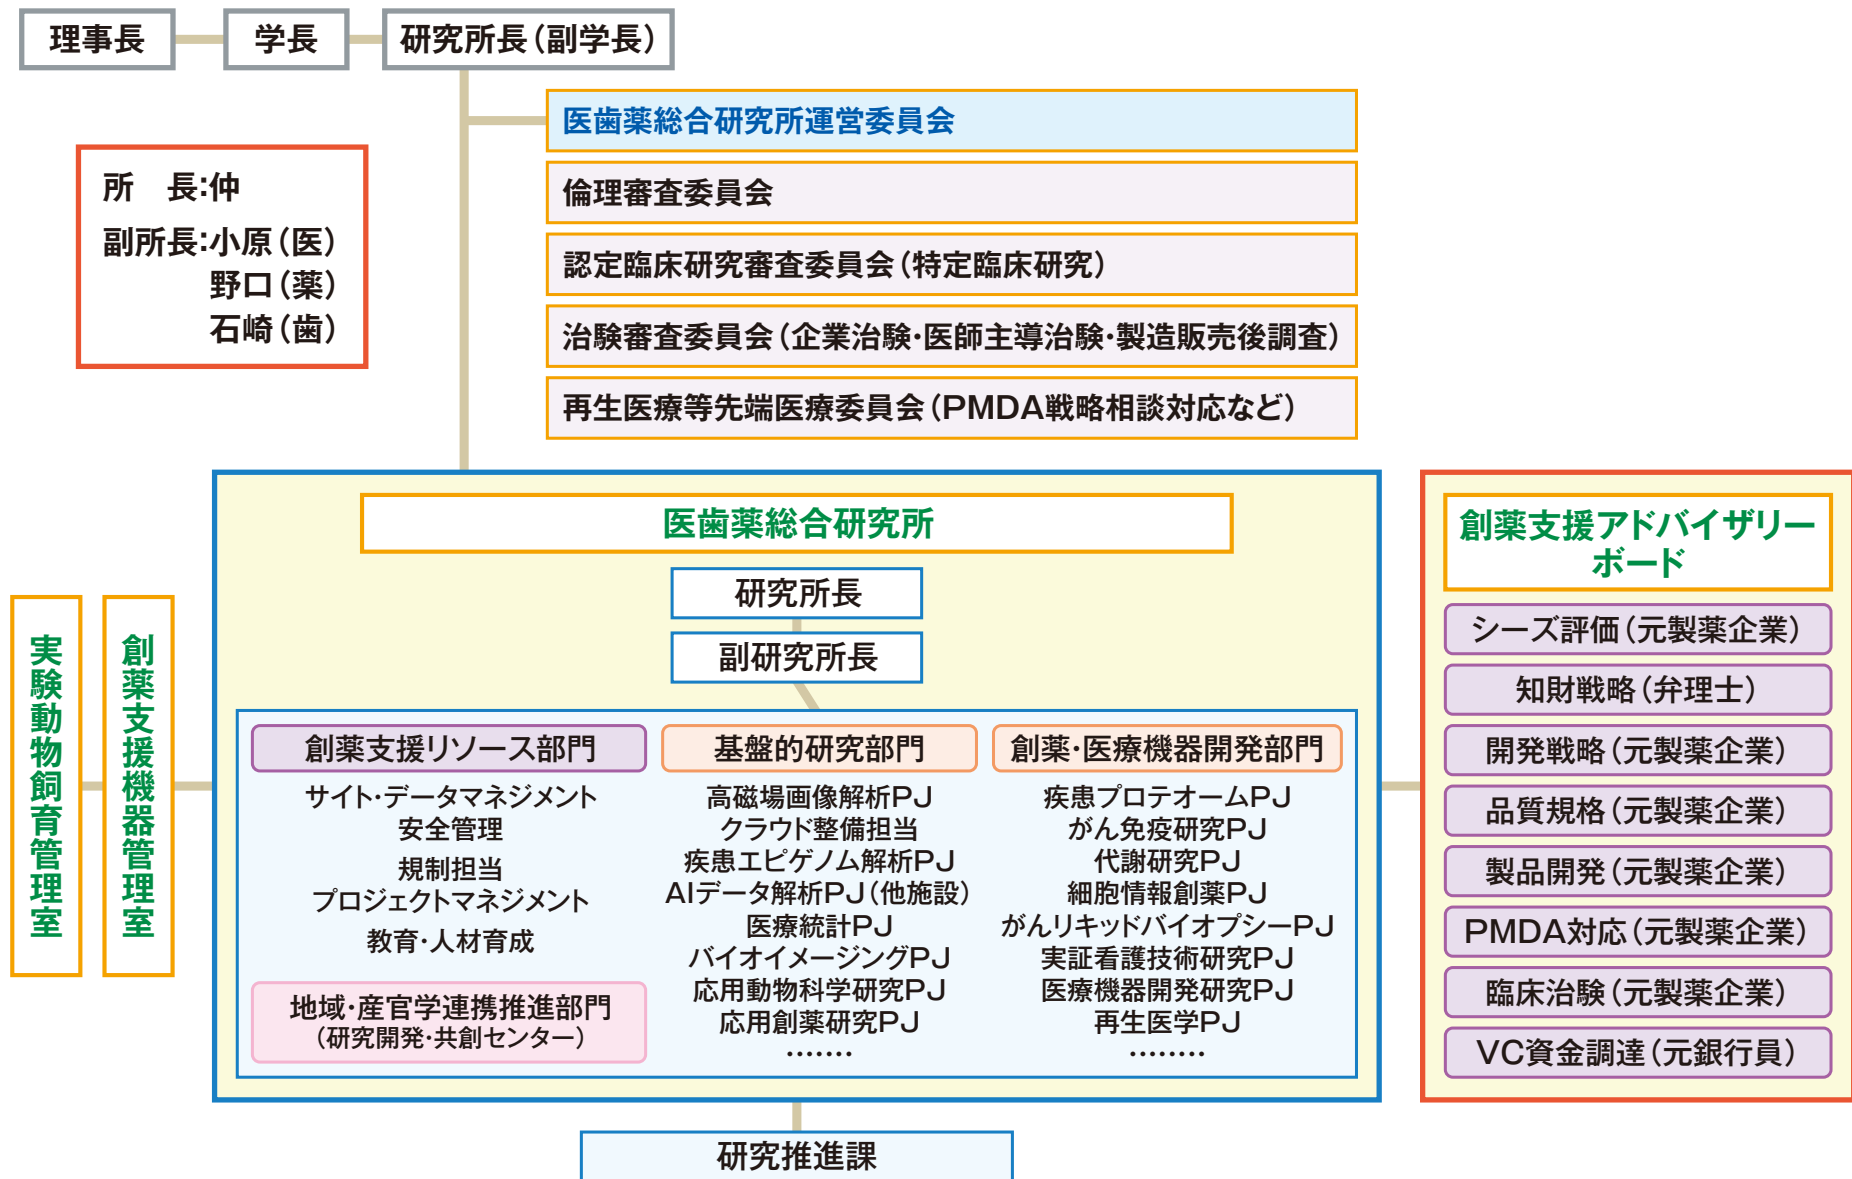 理事長
学長
研究所長(副学長)
医歯薬総合研究所運営委員会
倫理審査委員会
認定臨床研究審査委員会(特定臨床研究)
治験審査委員会(企業治験・医師主導治験・製造販売後調査)
再生医療等先端医療委員会(PMDA戦略相談対応など)
所　長:仲
副所長:小原(医)
野口(薬)
石崎(歯)
実験動物飼育管理室
創薬支援機器管理室
医歯薬総合研究所
研究所長
副研究所長
創薬支援リソース部門
サイト・データマネジメント
安全管理
規制担当
プロジェクトマネジメント
教育・人材育成
地域・産官学連携推進部門
(研究開発・共創センター)
基盤的研究部門
高磁場画像解析PJ
クラウド整備担当
疾患エピゲノム解析PJ
AIデータ解析PJ(他施設)
医療統計PJ
バイオイメージングPJ
応用動物科学研究PJ
応用創薬研究PJ
・・・・・・・
創薬・医療機器開発部門
疾患プロテオームPJ
がん免疫研究PJ
代謝研究PJ
細胞情報創薬PJ
がんリキッドバイオプシーPJ
実証看護技術研究PJ
医療機器開発研究PJ
再生医学PJ
・・・・・・・・
創薬支援アドバイザリー
ボード
シーズ評価(元製薬企業)
知財戦略(弁理士)
開発戦略(元製薬企業)
品質規格(元製薬企業)
製品開発(元製薬企業)
PMDA対応(元製薬企業)
臨床治験(元製薬企業)
VC資金調達(元銀行員)
研究推進課